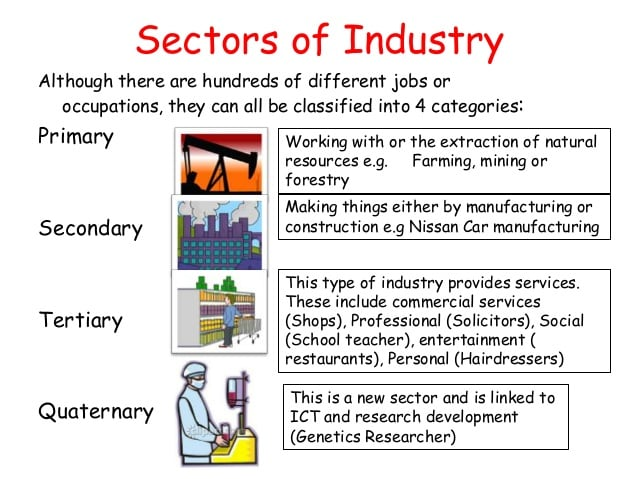 Sectors of Industry
Although there are hundreds of different jobs or
occupations, they can all be classified into 4 categories:
Primary
Working with or the extraction of natural
resources e.g. Farming, mining or
forestry
Secondary
Making things either by manufacturing or
construction e.g Nissan Car manufacturing
Tertiary
This type of industry provides services.
These include commercial services
(Shops), Professional (Solicitors), Social
(School teacher), entertainment (
restaurants), Personal (Hairdressers)
Quaternary
This is a new sector and is linked to
ICT and research development
(Genetics Researcher)